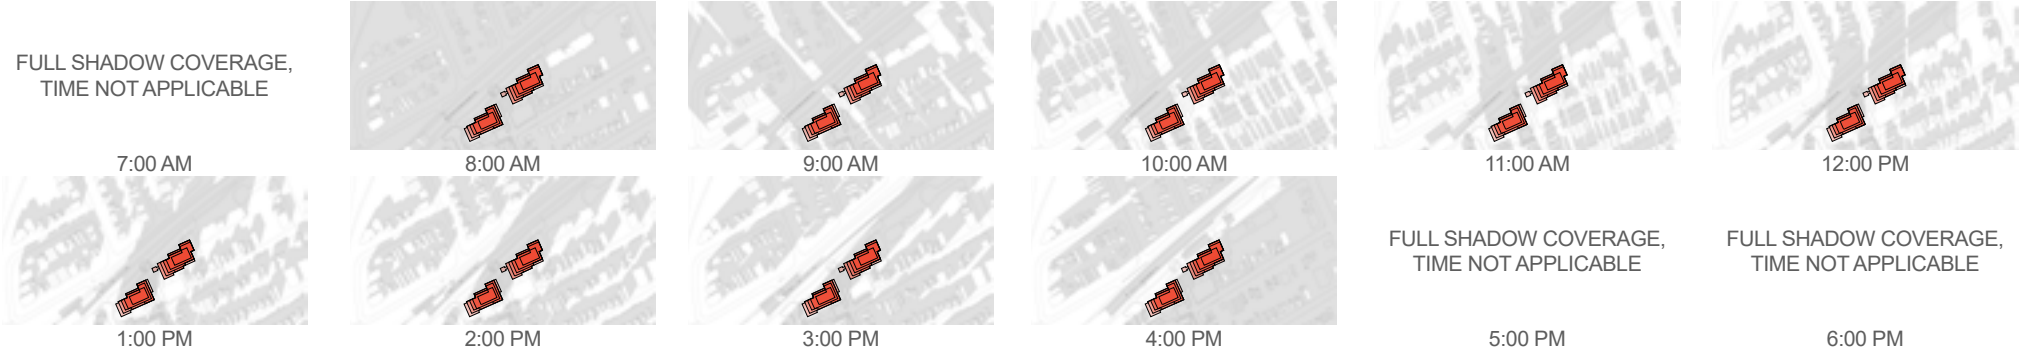 FULL SHADOW COVERAGE,
TIME NOT APPLICABLE
7:00 AM
8:00 AM
9:00 AM
10:00 AM
11:00 AM
12:00 PM
1:00 PM
2:00 PM
3:00 PM
4:00 PM
FULL SHADOW COVERAGE,
TIME NOT APPLICABLE
5:00 PM
FULL SHADOW COVERAGE,
TIME NOT APPLICABLE
6:00 PM